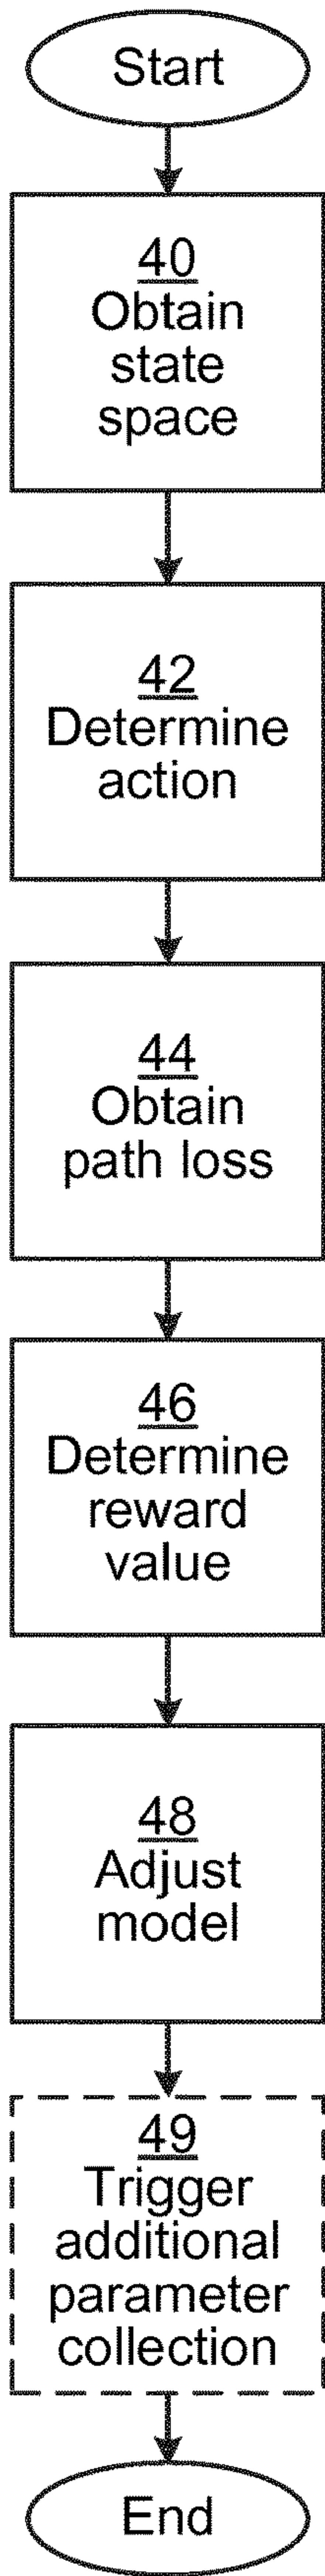 Start
40
Obtain
state
space
42
Determine
action
44
Obtain
path loss
46
Determine
reward
value
48
Adjust
model
49
Trigger
additional
parameter
collection
End